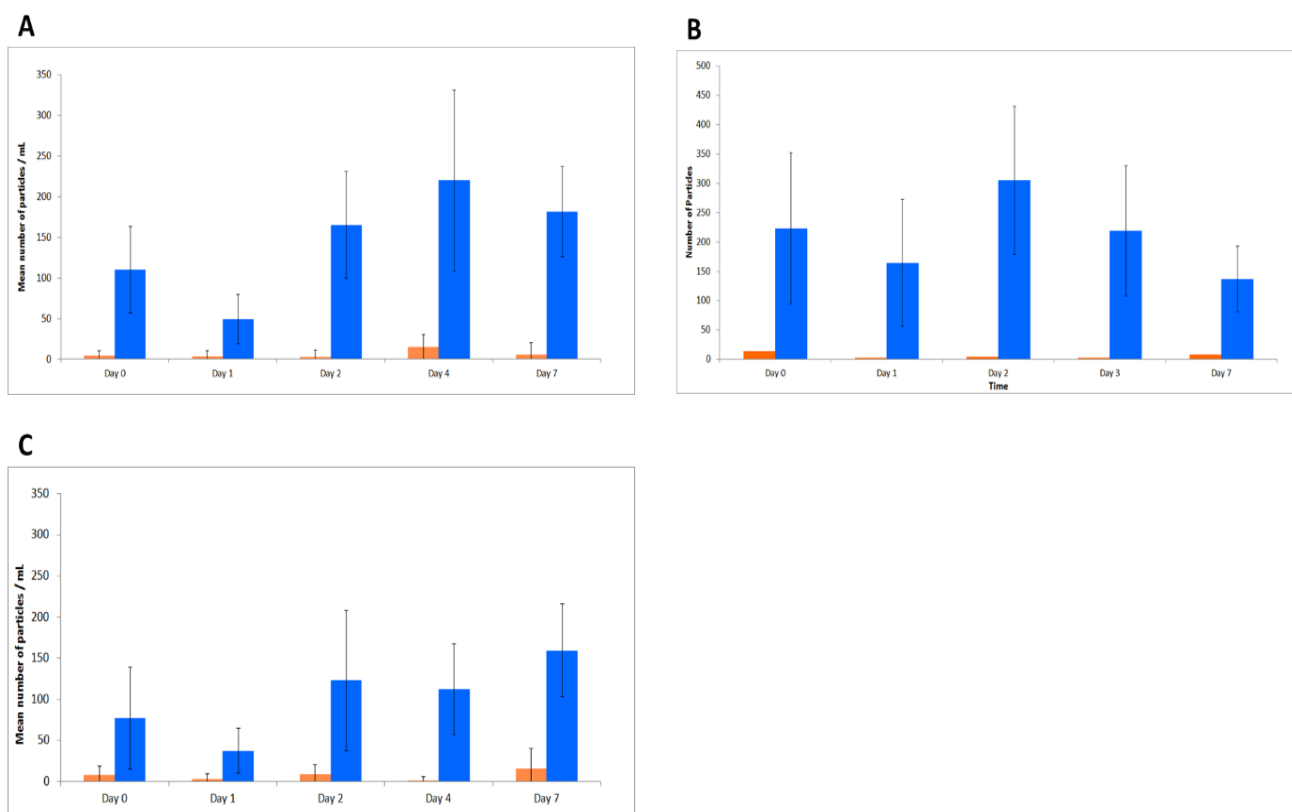 A
Mean number of particles / mL
350
300
250
200
150
100
50
0
Day 0 Day 1 Day 2 Day 4 Day 7
B
Number of Particles
500
450
400
350
300
250
200
150
100
50
0
Day 0 Day 1 Day 2 Day 3 Day 7
Time
C
Mean number of particles / mL
350
300
250
200
150
100
50
0
Day 0 Day 1 Day 2 Day 4 Day 7